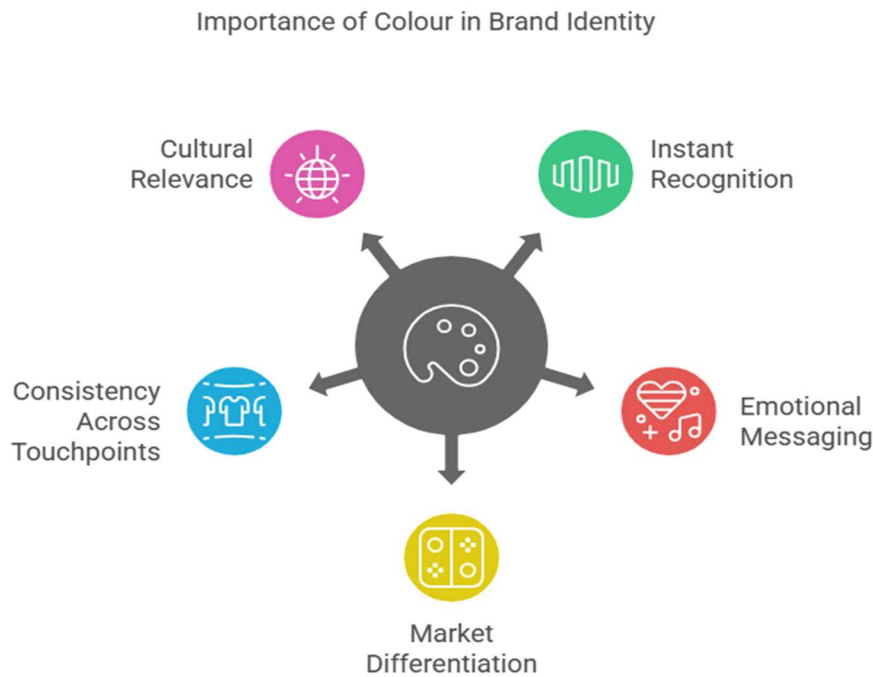 Importance of Colour in Brand Identity
Cultural
Relevance
Instant
Recognition
Consistency
Across
Touchpoints
Emotional
Messaging
Market
Differentiation